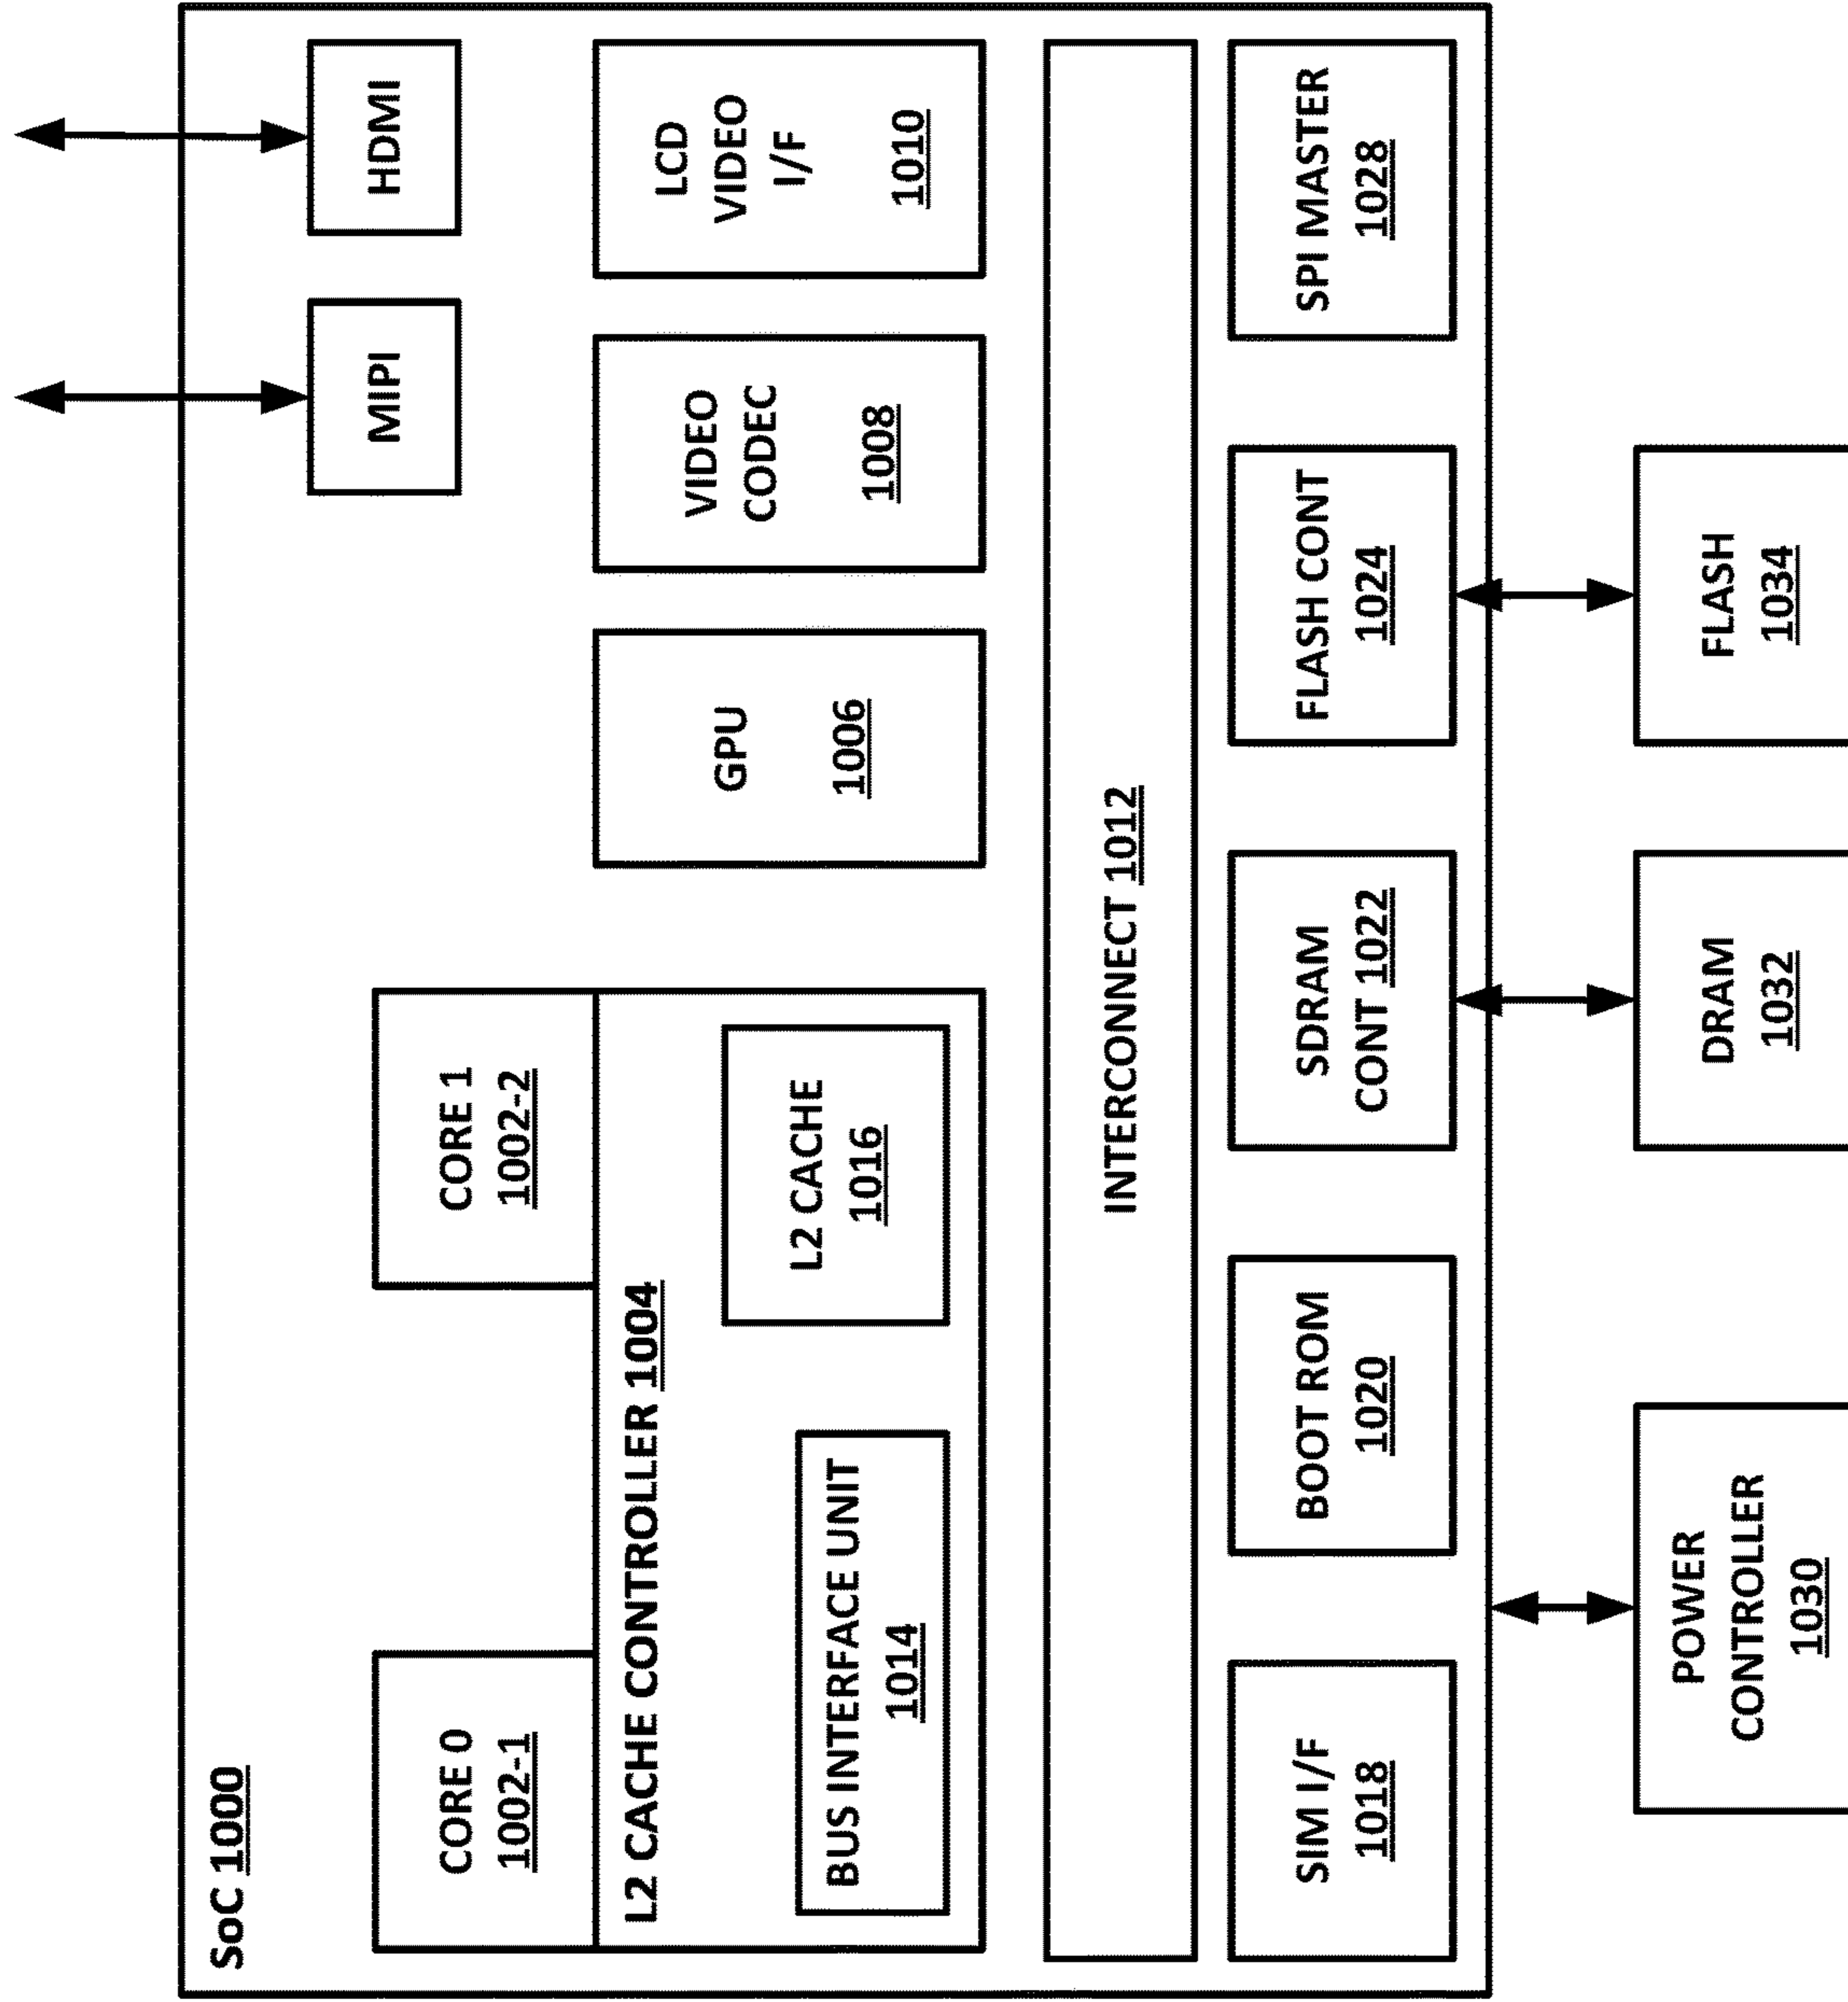 SoC 1000
MIPI
HDMI
CORE 0
1002-1
CORE 1
1002-2
L2 CACHE CONTROLLER 1004
BUS INTERFACE UNIT
1014
L2 CACHE
1016
GPU
1006
VIDEO
CODEC
1008
LCD
VIDEO
I/F
1010
INTERCONNECT 1012
SIM I/F
1018
BOOT ROM
1020
SDRAM
CONT 1022
FLASH CONT
1024
SPI MASTER
1028
POWER
CONTROLLER
1030
DRAM
1032
FLASH
1034